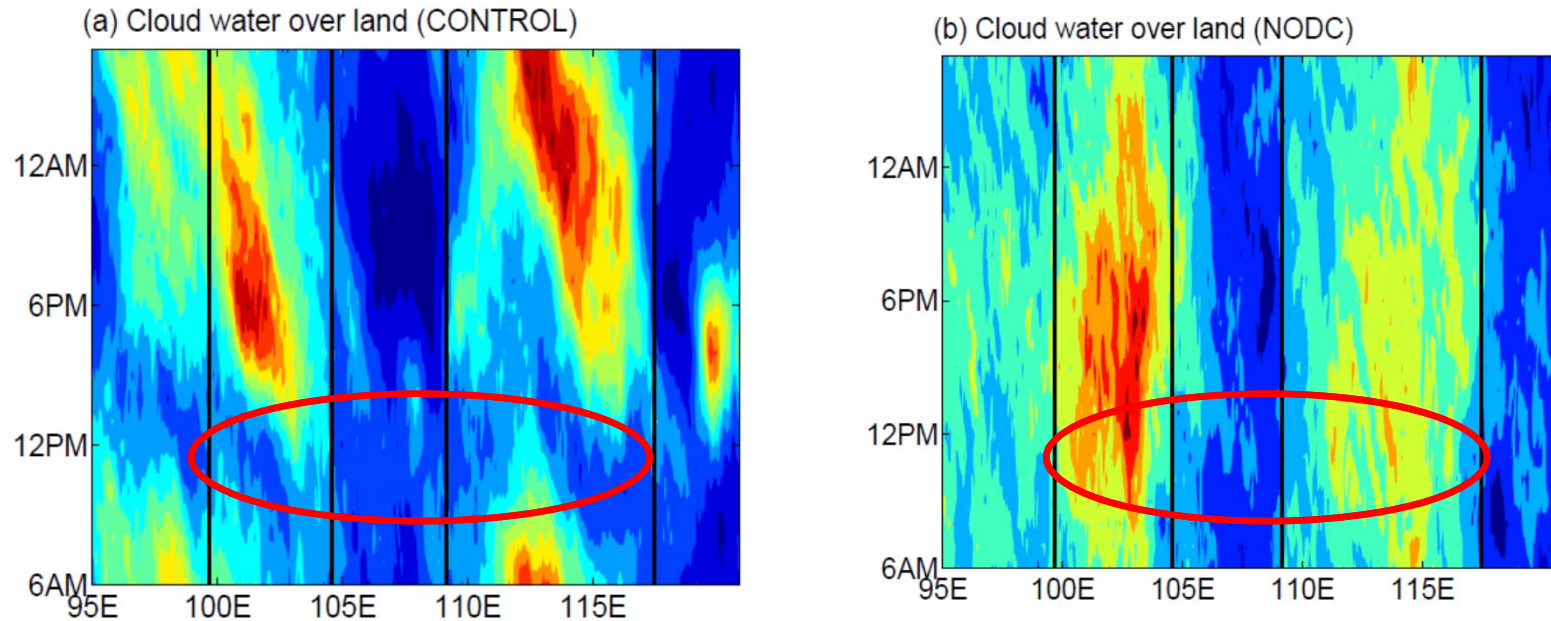 (a) Cloud water over land (CONTROL)
12AM
6PM
12PM
6AM
95E 100E 105E 110E 115E
(b) Cloud water over land (NODC)
12AM
6PM
12PM
6AM
95E 100E 105E 110E 115E